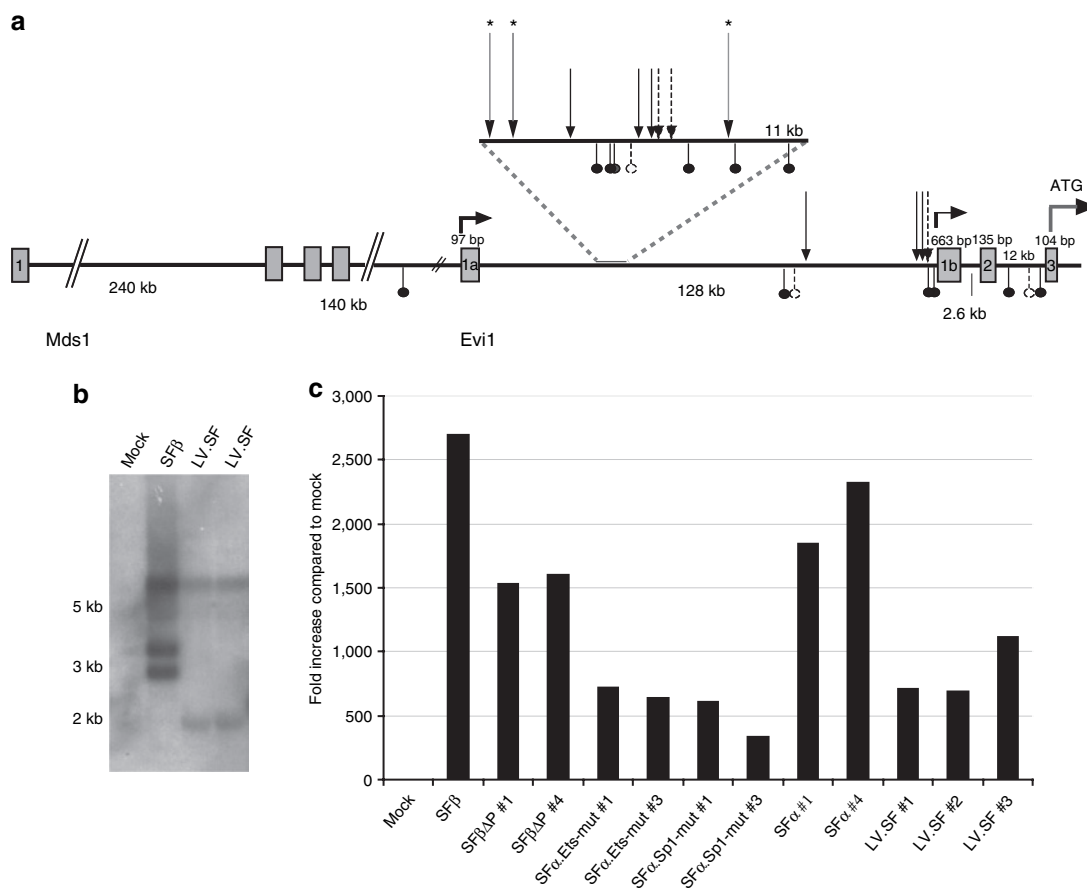 a
* * *
11 kb
ATG
97 bp 663 bp 135 bp 104 bp
12 kb
1 1a 1b 2 3
240 kb 140 kb 128 kb
2.6 kb
Mds1 Evi1
b
Mock SFβ LV.SF LV.SF
5 kb
3 kb
2 kb
c
Fold increase compared to mock
3,000
2,500
2,000
1,500
1,000
500
0
Mock
SFβ
SFβΔP #1
SFβΔP #4
SFα.Ets-mut #1
SFα.Ets-mut #3
SFα.Sp1-mut #1
SFα.Sp1-mut #3
SFα #1
SFα #4
LV.SF #1
LV.SF #2
LV.SF #3